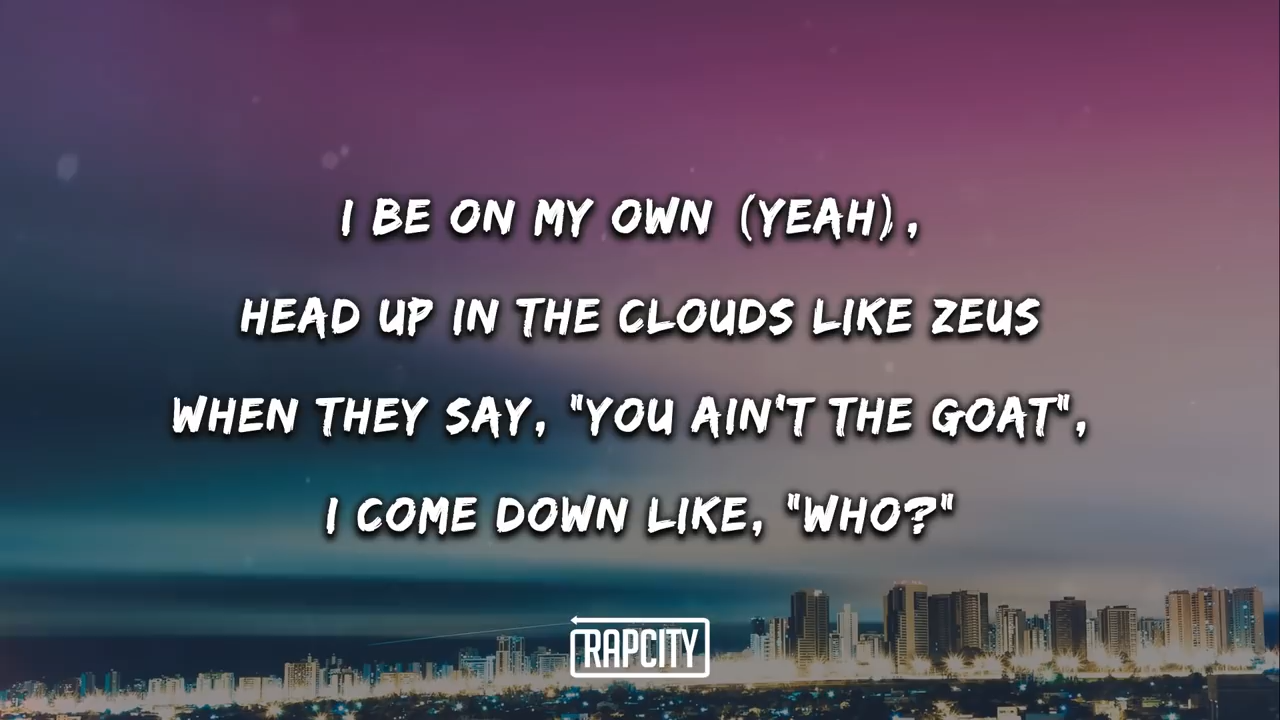 I BE ON MY OWN (YEAH),
HEAD UP IN THE CLOUDS LIKE ZEUS
WHEN THEY SAY, "YOU AIN'T THE GOAT",
I COME DOWN LIKE, "WHO?"
RAPCITY